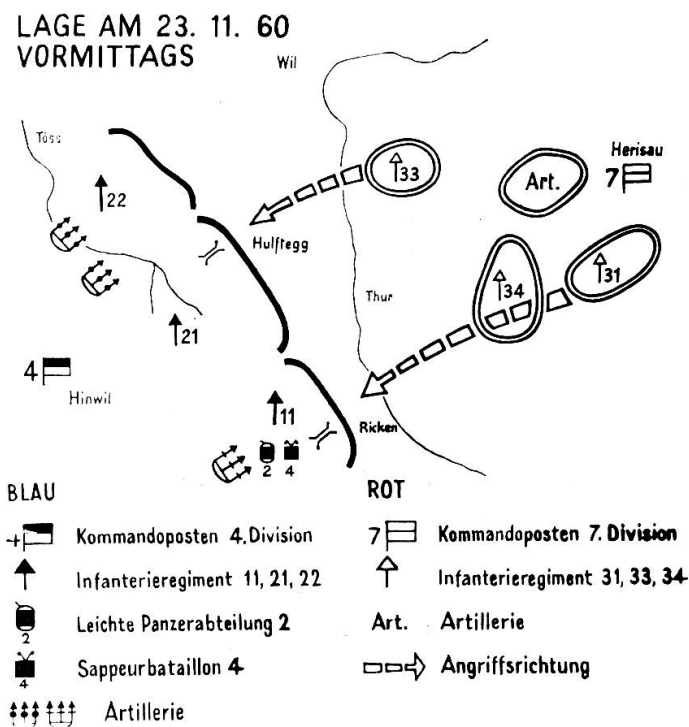 LAGE AM 23. 11. 60
VORMITTAGS
Wil
Töss
22
33
Art.
Herisau
7
Hulftegg
34
31
Thur
21
4
Hinwil
11
Ricken
2
4
BLAU
4 Kommandoposten 4. Division
Infanterieregiment 11, 21, 22
2 Leichte Panzerabteilung 2
4 Sappeurbataillon 4
Artillerie
ROT
7 Kommandoposten 7. Division
Infanterieregiment 31, 33, 34
Art. Artillerie
Angriffsrichtung